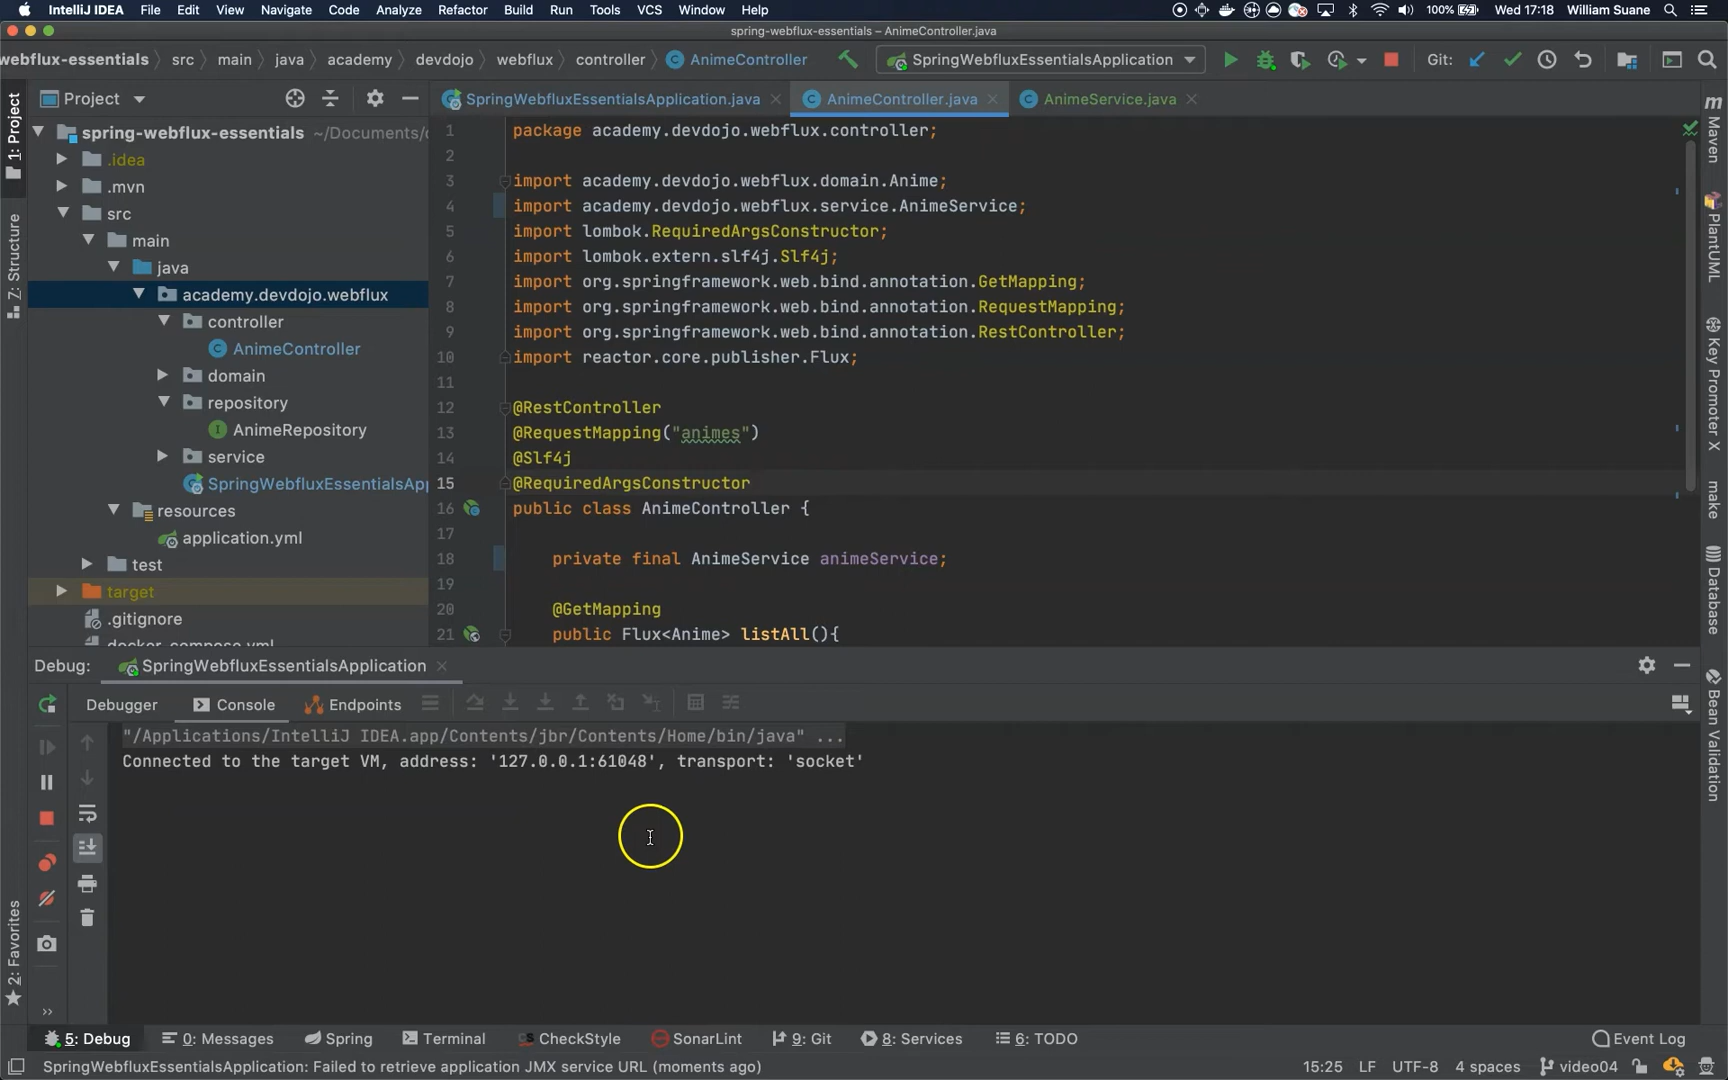 IntelliJ IDEA File Edit View Navigate Code Analyze Refactor Build Run Tools VCS Window Help 100% Wed 17:18 William Suane
spring-webflux-essentials – AnimeController.java
webflux-essentials src main java academy devdojo webflux controller AnimeController SpringWebfluxEssentialsApplication Git:
Project
SpringWebfluxEssentialsApplication.java AnimeController.java AnimeService.java
spring-webflux-essentials ~/Documents/
.idea
.mvn
src
main
java
academy.devdojo.webflux
controller
AnimeController
domain
repository
AnimeRepository
service
SpringWebfluxEssentialsApp
resources
application.yml
test
target
.gitignore
docker-compose.yml
1 package academy.devdojo.webflux.controller;
2
3 import academy.devdojo.webflux.domain.Anime;
4 import academy.devdojo.webflux.service.AnimeService;
5 import lombok.RequiredArgsConstructor;
6 import lombok.extern.slf4j.Slf4j;
7 import org.springframework.web.bind.annotation.GetMapping;
8 import org.springframework.web.bind.annotation.RequestMapping;
9 import org.springframework.web.bind.annotation.RestController;
10 import reactor.core.publisher.Flux;
11
12 @RestController
13 @RequestMapping("animes")
14 @Slf4j
15 @RequiredArgsConstructor
16 public class AnimeController {
17
18 private final AnimeService animeService;
19
20 @GetMapping
21 public Flux<Anime> listAll(){
1: Project
7: Structure
2: Favorites
m
Maven
PlantUML
Key Promoter X
make
Database
Bean Validation
Debug: SpringWebfluxEssentialsApplication
Debugger Console Endpoints
"/Applications/IntelliJ IDEA.app/Contents/jbr/Contents/Home/bin/java" ...
Connected to the target VM, address: '127.0.0.1:61048', transport: 'socket'
5: Debug 0: Messages Spring Terminal CS CheckStyle SonarLint 9: Git 8: Services 6: TODO Event Log
SpringWebfluxEssentialsApplication: Failed to retrieve application JMX service URL (moments ago) 15:25 LF UTF-8 4 spaces video04